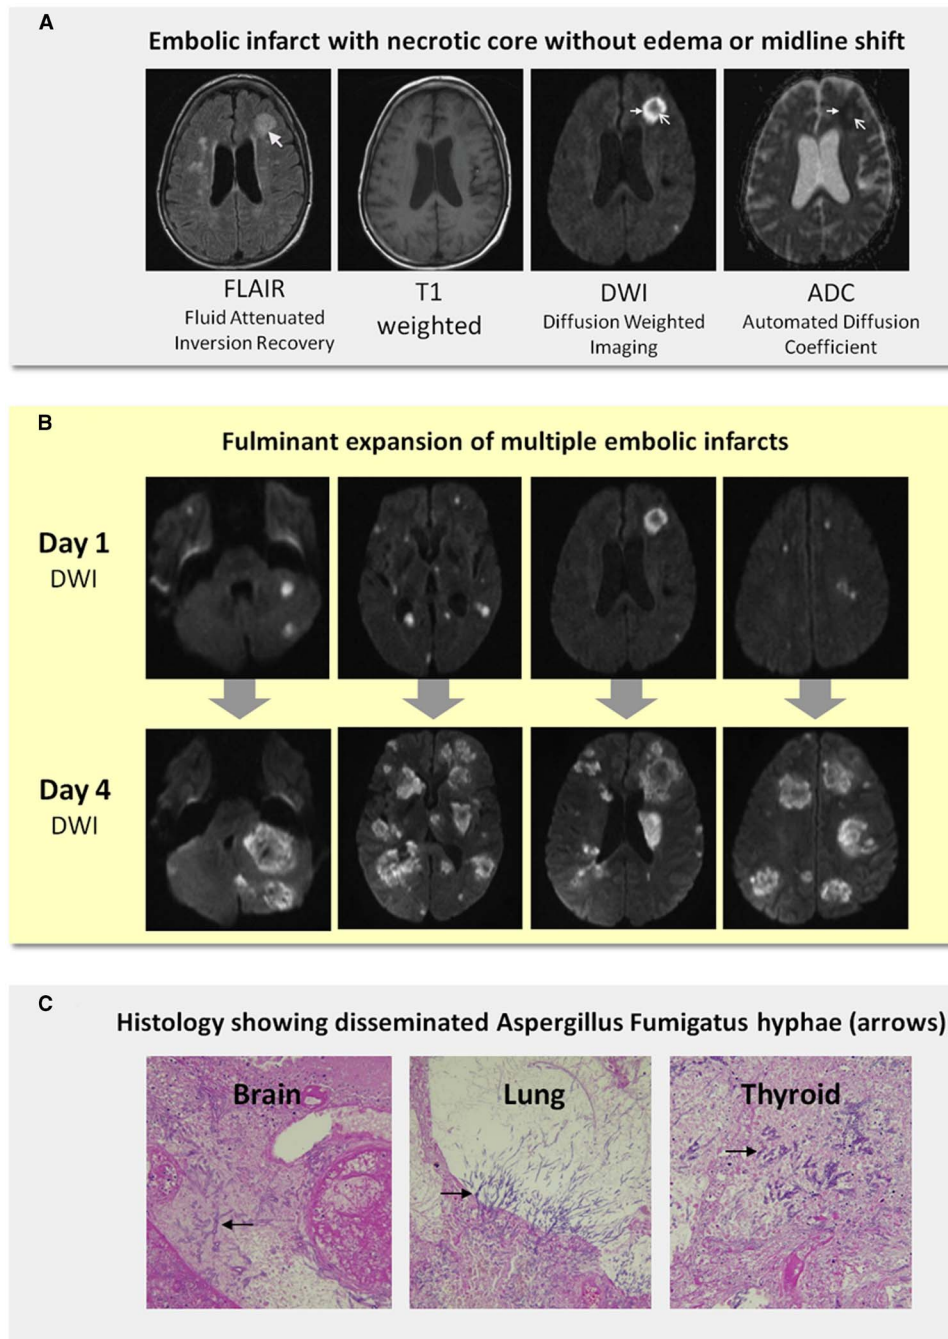 A
Embolic infarct with necrotic core without edema or midline shift
FLAIR
Fluid Attenuated
Inversion Recovery
T1
weighted
DWI
Diffusion Weighted
Imaging
ADC
Automated Diffusion
Coefficient
B
Fulminant expansion of multiple embolic infarcts
Day 1
DWI
Day 4
DWI
C
Histology showing disseminated Aspergillus Fumigatus hyphae (arrows)
Brain
Lung
Thyroid